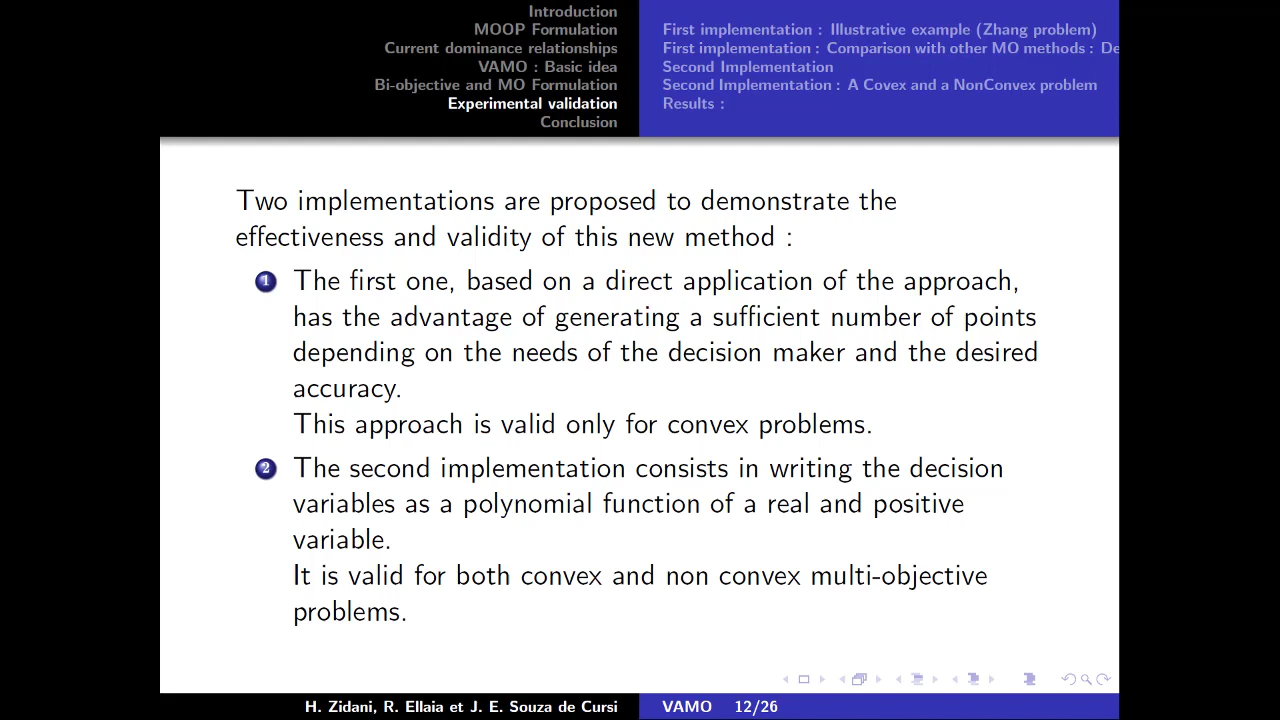 Introduction
MOOP Formulation
Current dominance relationships
VAMO : Basic idea
Bi-objective and MO Formulation
Experimental validation
Conclusion
First implementation : Illustrative example (Zhang problem)
First implementation : Comparison with other MO methods : De
Second Implementation
Second Implementation : A Covex and a NonConvex problem
Results :
Two implementations are proposed to demonstrate the
effectiveness and validity of this new method :
1 The first one, based on a direct application of the approach,
has the advantage of generating a sufficient number of points
depending on the needs of the decision maker and the desired
accuracy.
This approach is valid only for convex problems.
2 The second implementation consists in writing the decision
variables as a polynomial function of a real and positive
variable.
It is valid for both convex and non convex multi-objective
problems.
H. Zidani, R. Ellaia et J. E. Souza de Cursi
VAMO 12/26